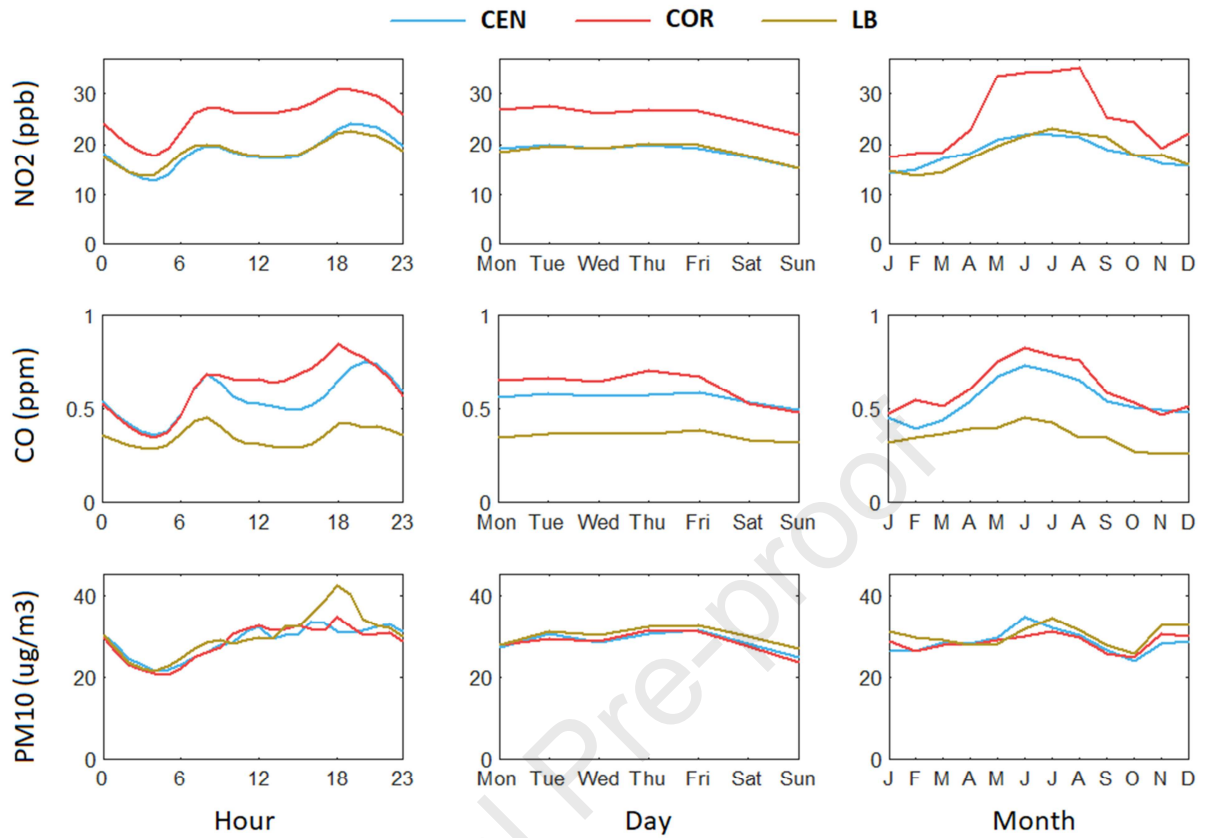 CEN COR LB
NO2 (ppb)
30
20
10
0
0 6 12 18 23
30
20
10
0
Mon Tue Wed Thu Fri Sat Sun
30
20
10
0
J F M A M J J A S O N D
CO (ppm)
1
0.5
0
0 6 12 18 23
1
0.5
0
Mon Tue Wed Thu Fri Sat Sun
1
0.5
0
J F M A M J J A S O N D
PM10 (ug/m3)
40
20
0
0 6 12 18 23
40
20
0
Mon Tue Wed Thu Fri Sat Sun
40
20
0
J F M A M J J A S O N D
Hour Day Month
Pre-proof